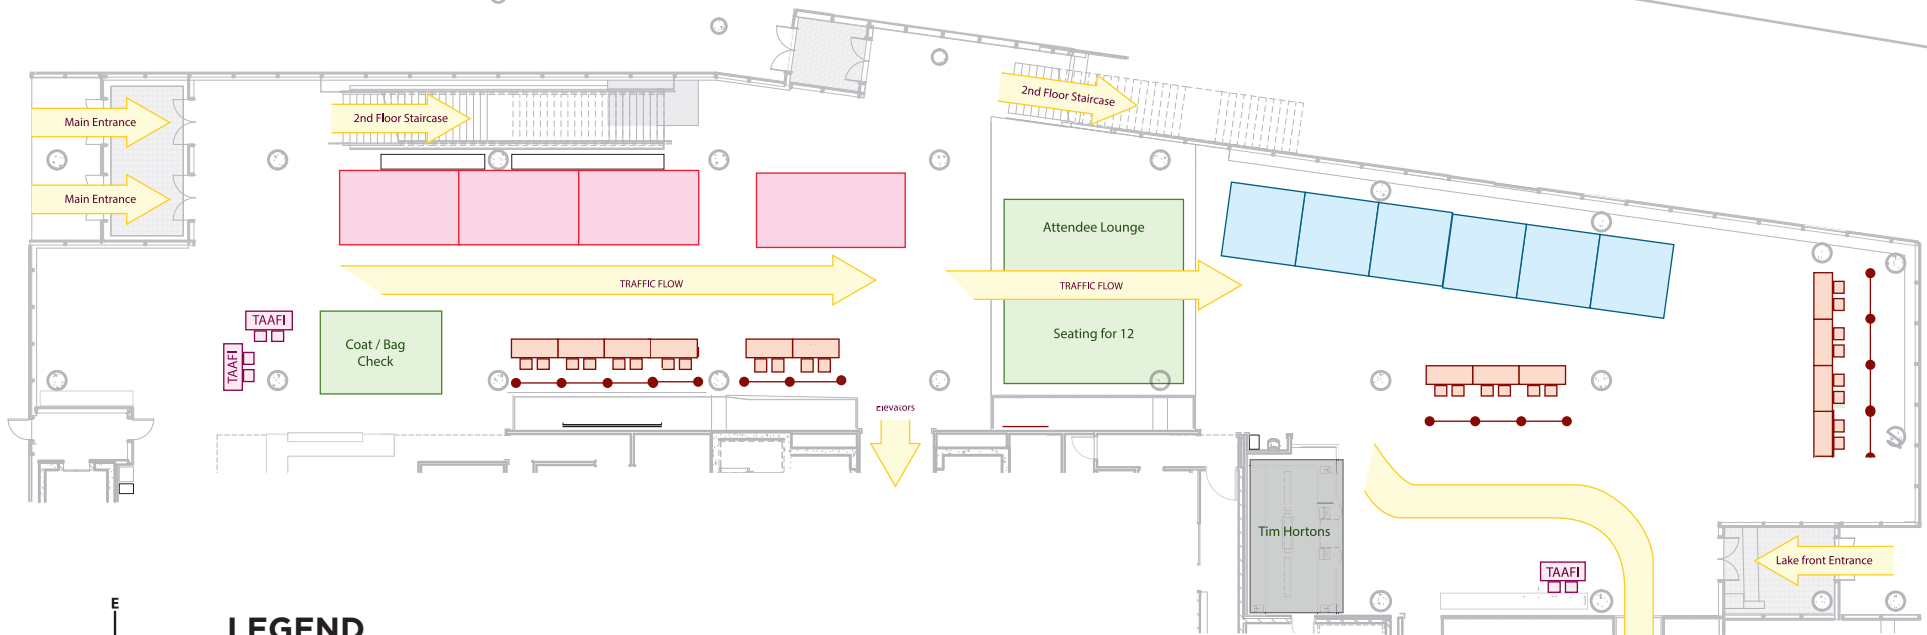 2nd Floor Staircase
2nd Floor Staircase
Main Entrance
Main Entrance
Attendee Lounge
TRAFFIC FLOW
TRAFFIC FLOW
TAAFI
TAAFI
Coat / Bag
Check
Seating for 12
Elevators
Tim Hortons
Lake front Entrance
TAAFI
E
LEGEND